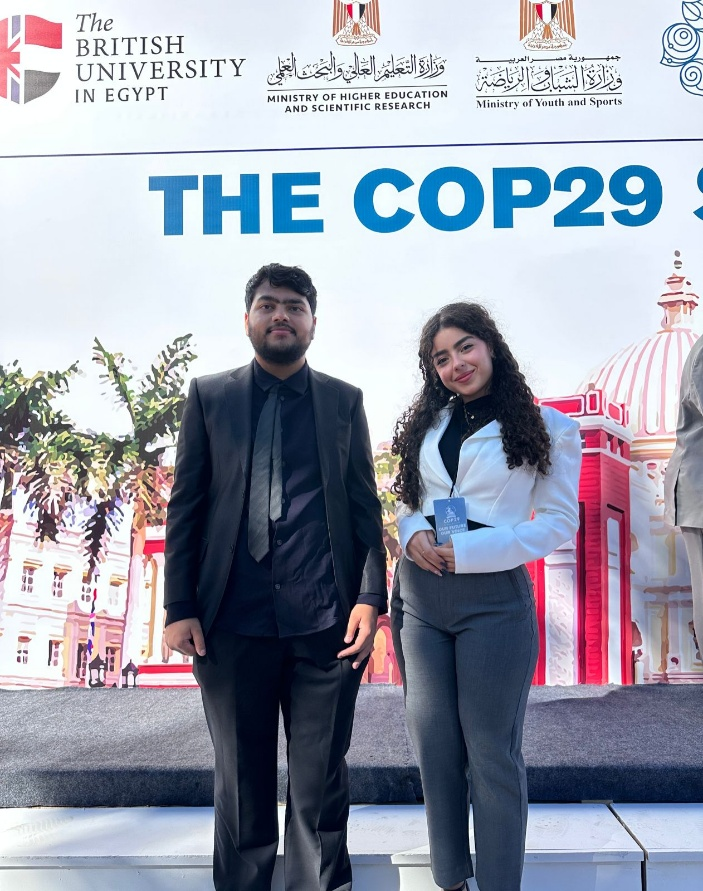 The
BRITISH
UNIVERSITY
IN EGYPT
وزارة التعليم العالي والبحث العلمي
MINISTRY OF HIGHER EDUCATION
AND SCIENTIFIC RESEARCH
جمهورية مصر العربية
وزارة الشباب والرياضة
Ministry of Youth and Sports
THE COP29 S
COP29